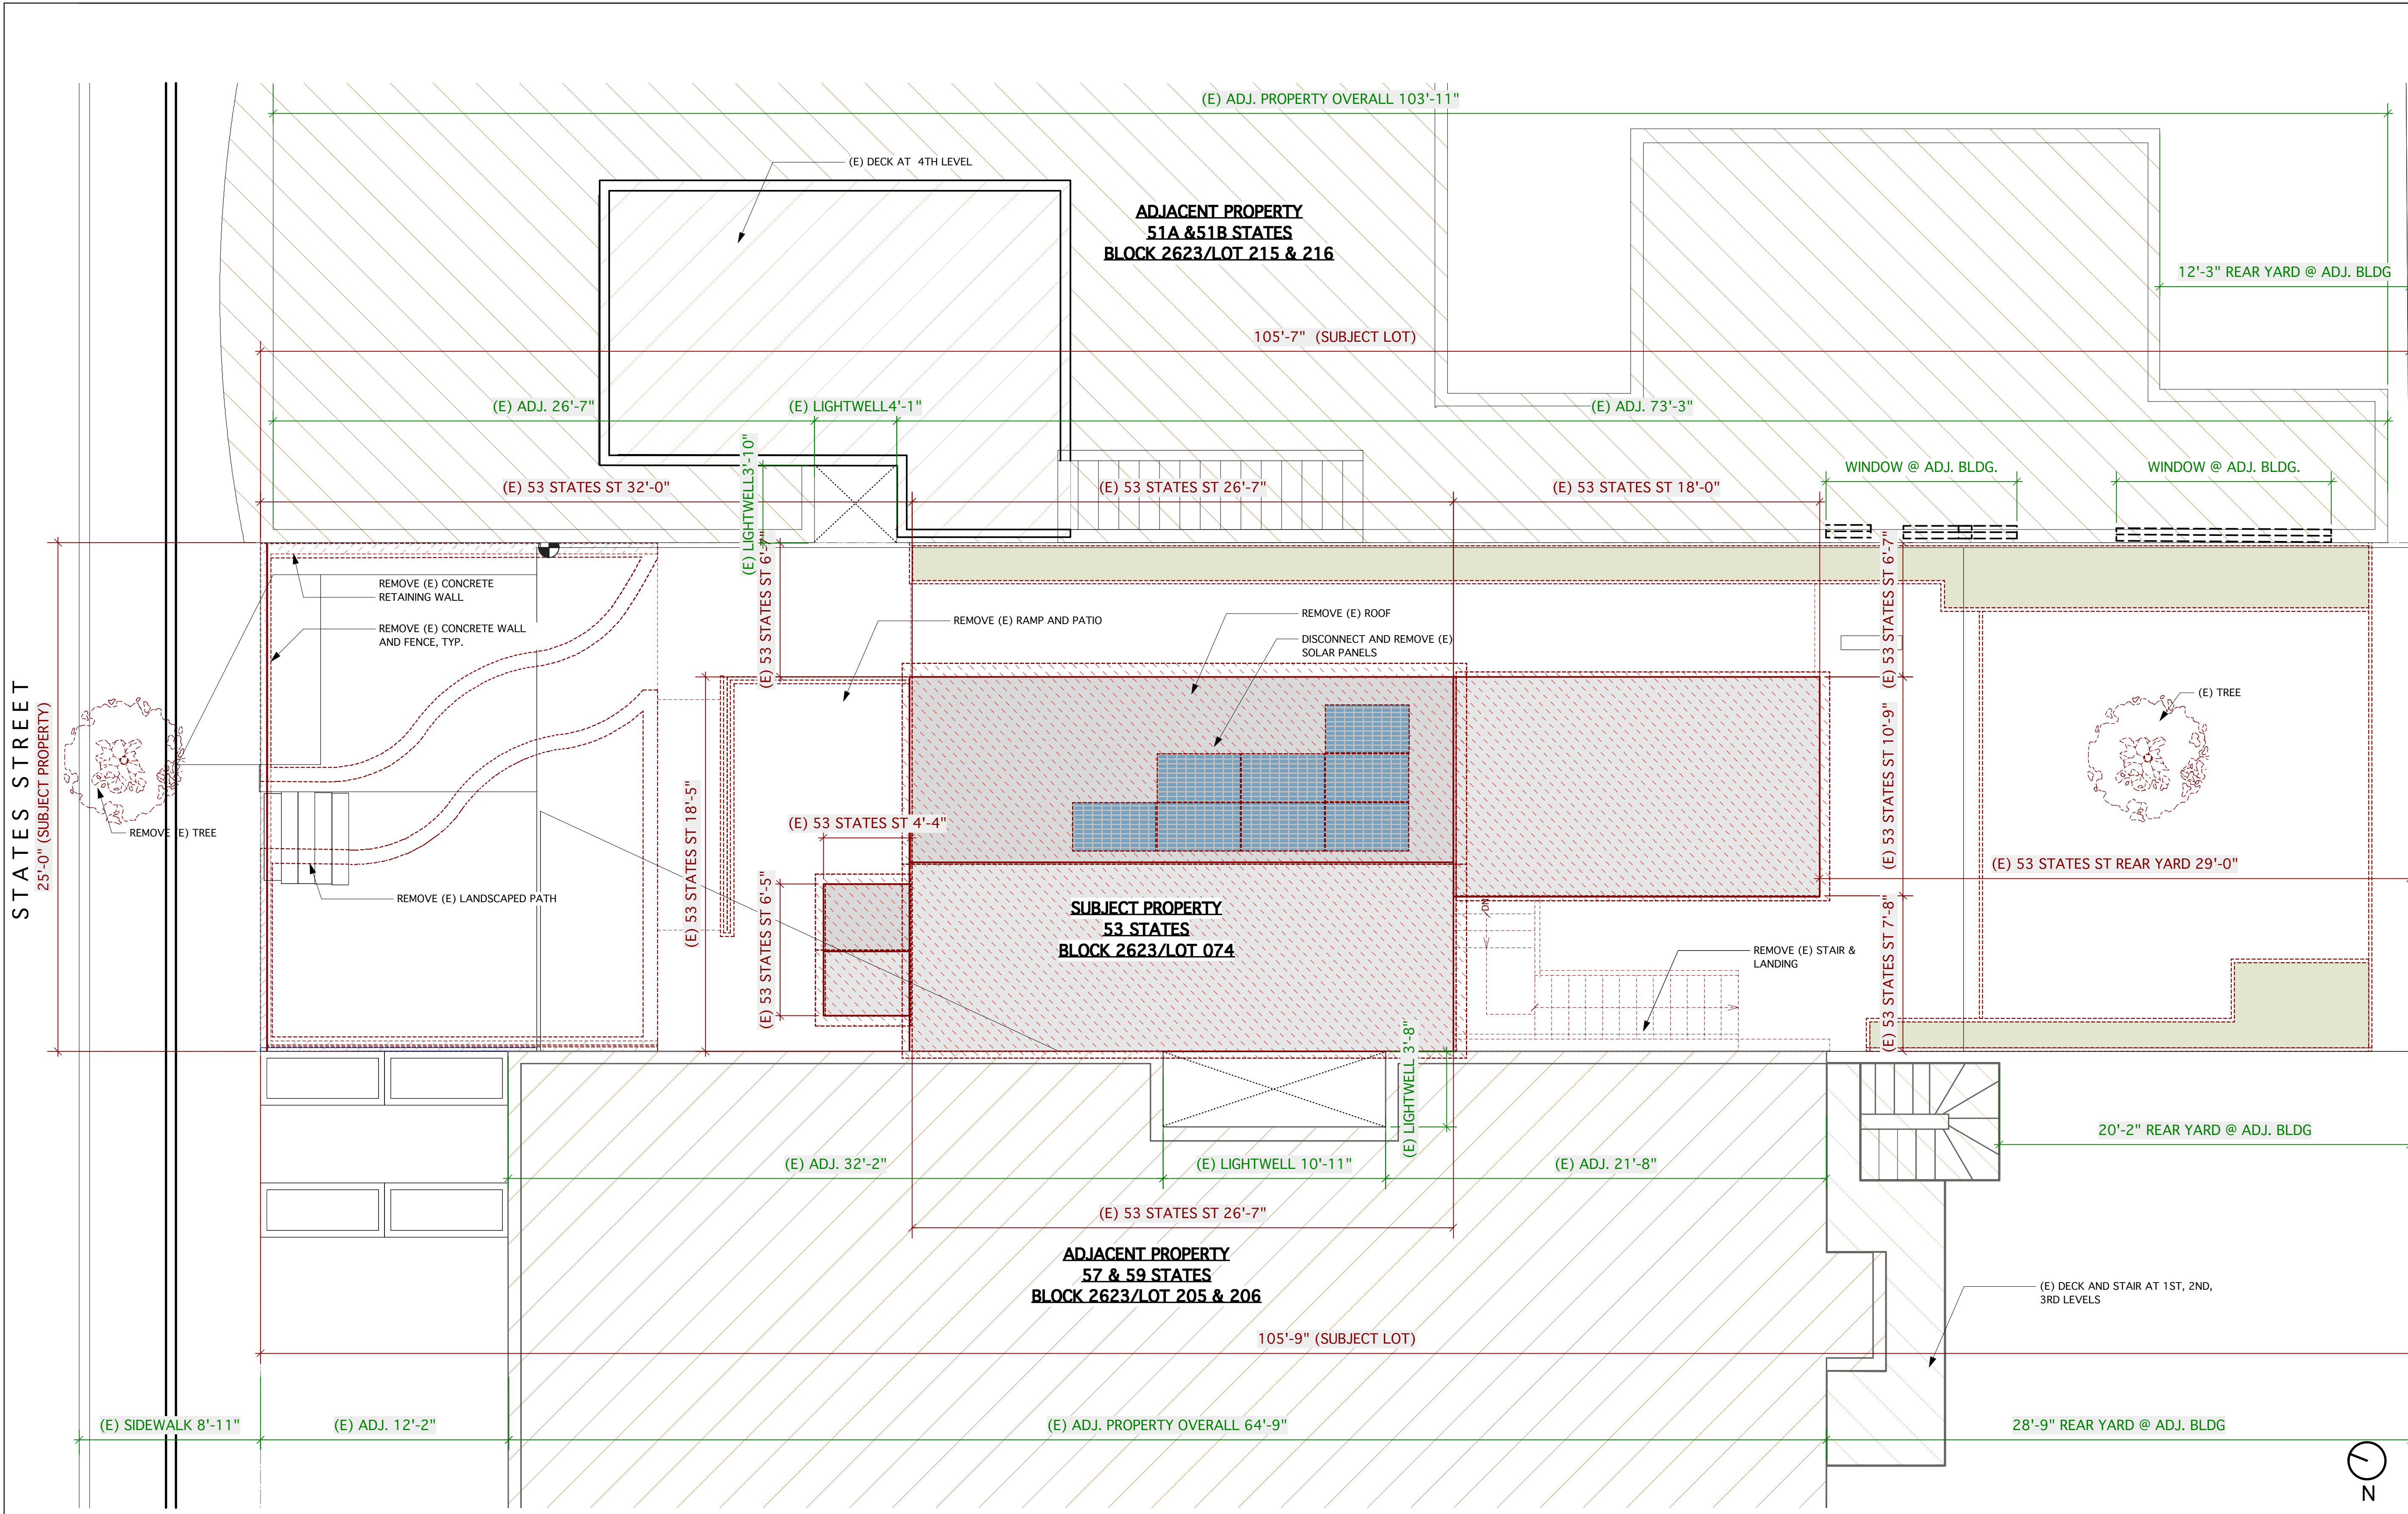 (E) ADJ. PROPERTY OVERALL 103'-11"
(E) DECK AT 4TH LEVEL
ADJACENT PROPERTY
51A &51B STATES
BLOCK 2623/LOT 215 & 216
12'-3" REAR YARD @ ADJ. BLDG
105'-7" (SUBJECT LOT)
(E) ADJ. 26'-7"
(E) LIGHTWELL4'-1"
(E) ADJ. 73'-3"
(E) LIGHTWELL3'-10"
WINDOW @ ADJ. BLDG.
WINDOW @ ADJ. BLDG.
(E) 53 STATES ST 32'-0"
(E) 53 STATES ST 26'-7"
(E) 53 STATES ST 18'-0"
REMOVE (E) CONCRETE
RETAINING WALL
REMOVE (E) CONCRETE WALL
AND FENCE, TYP.
(E) 53 STATES ST 6'-7"
REMOVE (E) RAMP AND PATIO
REMOVE (E) ROOF
DISCONNECT AND REMOVE (E)
SOLAR PANELS
(E) 53 STATES ST 6'-7"
(E) TREE
STATES STREET
25'-0" (SUBJECT PROPERTY)
REMOVE (E) TREE
(E) 53 STATES ST 18'-5"
(E) 53 STATES ST 4'-4"
(E) 53 STATES ST 10'-9"
(E) 53 STATES ST REAR YARD 29'-0"
REMOVE (E) LANDSCAPED PATH
(E) 53 STATES ST 6'-5"
SUBJECT PROPERTY
53 STATES
BLOCK 2623/LOT 074
DN
REMOVE (E) STAIR &
LANDING
(E) 53 STATES ST 7'-8"
(E) LIGHTWELL 3'-8"
20'-2" REAR YARD @ ADJ. BLDG
(E) ADJ. 32'-2"
(E) LIGHTWELL 10'-11"
(E) ADJ. 21'-8"
(E) 53 STATES ST 26'-7"
ADJACENT PROPERTY
57 & 59 STATES
BLOCK 2623/LOT 205 & 206
(E) DECK AND STAIR AT 1ST, 2ND,
3RD LEVELS
105'-9" (SUBJECT LOT)
(E) SIDEWALK 8'-11"
(E) ADJ. 12'-2"
(E) ADJ. PROPERTY OVERALL 64'-9"
28'-9" REAR YARD @ ADJ. BLDG
N